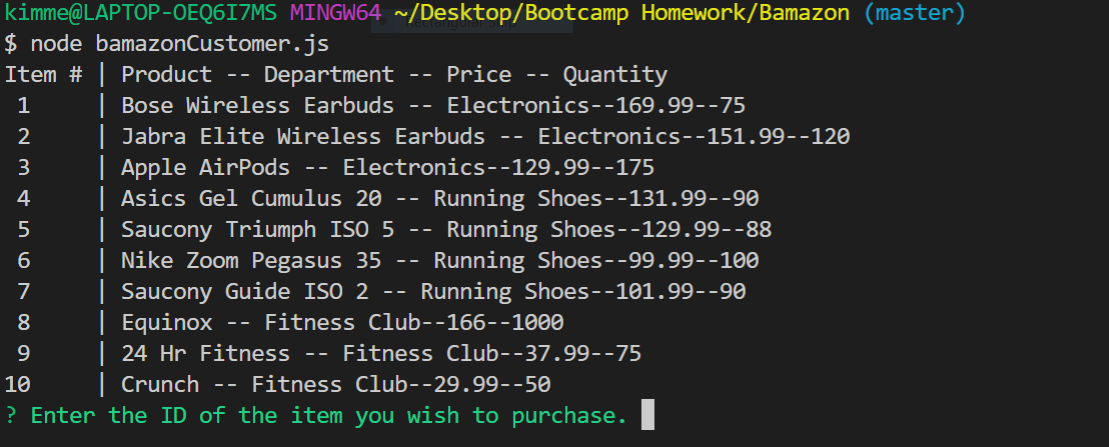 kimme@LAPTOP-OEQ6I7MS MINGW64 ~/Desktop/Bootcamp Homework/Bamazon (master)
$ node bamazonCustomer.js
Item # | Product -- Department -- Price -- Quantity
1 | Bose Wireless Earbuds -- Electronics--169.99--75
2 | Jabra Elite Wireless Earbuds -- Electronics--151.99--120
3 | Apple AirPods -- Electronics--129.99--175
4 | Asics Gel Cumulus 20 -- Running Shoes--131.99--90
5 | Saucony Triumph ISO 5 -- Running Shoes--129.99--88
6 | Nike Zoom Pegasus 35 -- Running Shoes--99.99--100
7 | Saucony Guide ISO 2 -- Running Shoes--101.99--90
8 | Equinox -- Fitness Club--166--1000
9 | 24 Hr Fitness -- Fitness Club--37.99--75
10 | Crunch -- Fitness Club--29.99--50
? Enter the ID of the item you wish to purchase.